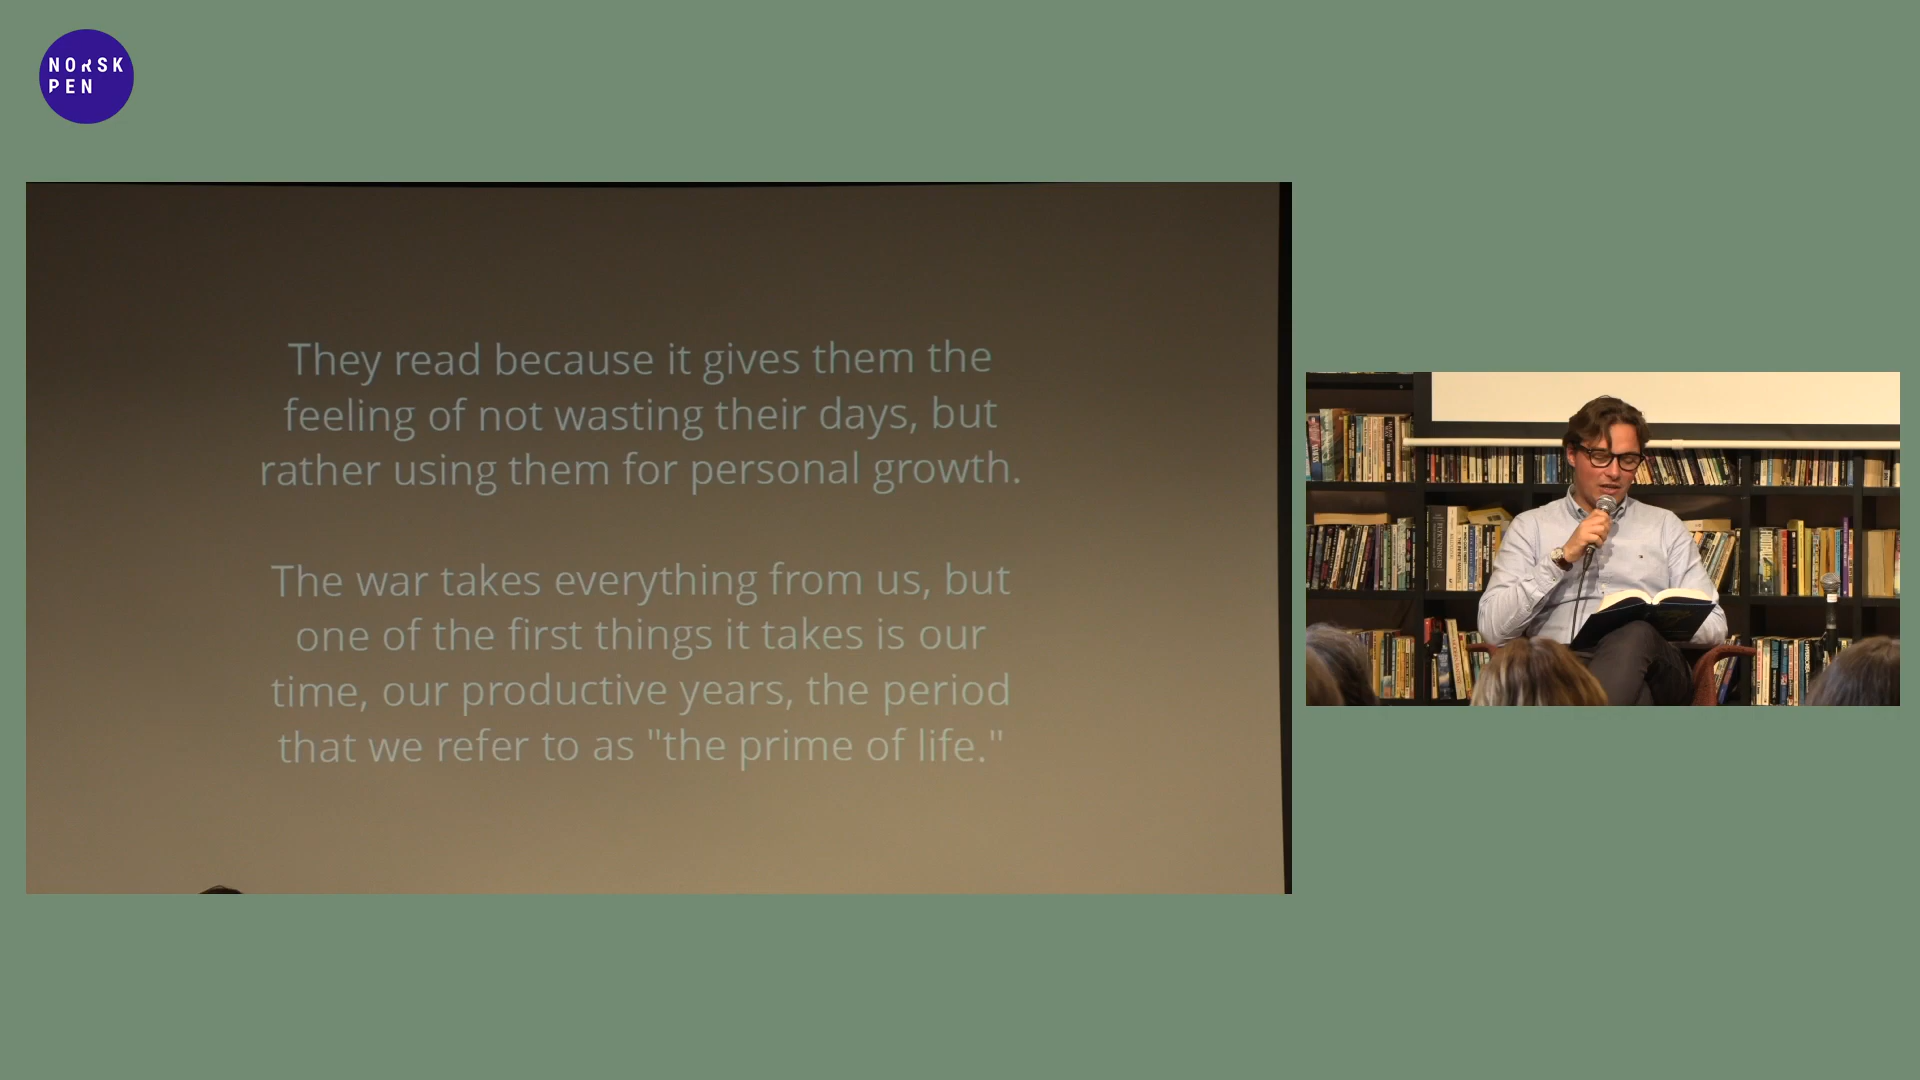 NORSK
PEN
They read because it gives them the
feeling of not wasting their days, but
rather using them for personal growth.
The war takes everything from us, but
one of the first things it takes is our
time, our productive years, the period
that we refer to as "the prime of life."